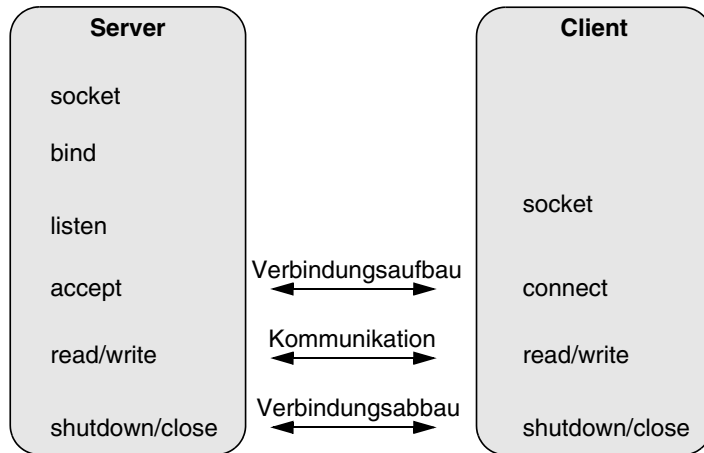 Server
socket
bind
listen
accept
read/write
shutdown/close
Verbindungsaufbau
Kommunikation
Verbindungsabbau
Client
socket
connect
read/write
shutdown/close